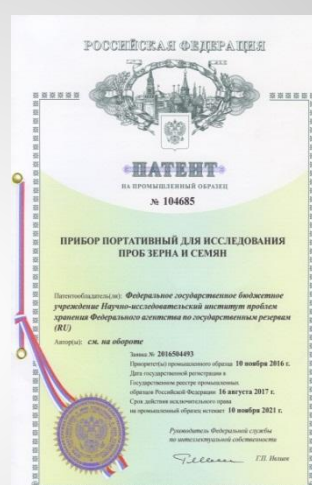 РОССИЙСКАЯ ФЕДЕРАЦИЯ
ПАТЕНТ
НА ПРОМЫШЛЕННЫЙ ОБРАЗЕЦ
№ 104685
ПРИБОР ПОРТАТИВНЫЙ ДЛЯ ИССЛЕДОВАНИЯ
ПРОБ ЗЕРНА И СЕМЯН
Патентообладатель(ли): Федеральное государственное бюджетное
учреждение Научно-исследовательский институт проблем
хранения Федерального агентства по государственным резервам
(RU)
Автор(ы): см. на обороте
Заявка № 2016504493
Приоритет(ы) промышленного образца 10 ноября 2016 г.
Дата государственной регистрации в
Государственном реестре промышленных
образцов Российской Федерации 16 августа 2017 г.
Срок действия исключительного права
на промышленный образец истекает 10 ноября 2021 г.
Руководитель Федеральной службы
по интеллектуальной собственности
Г.П. Ивлиев